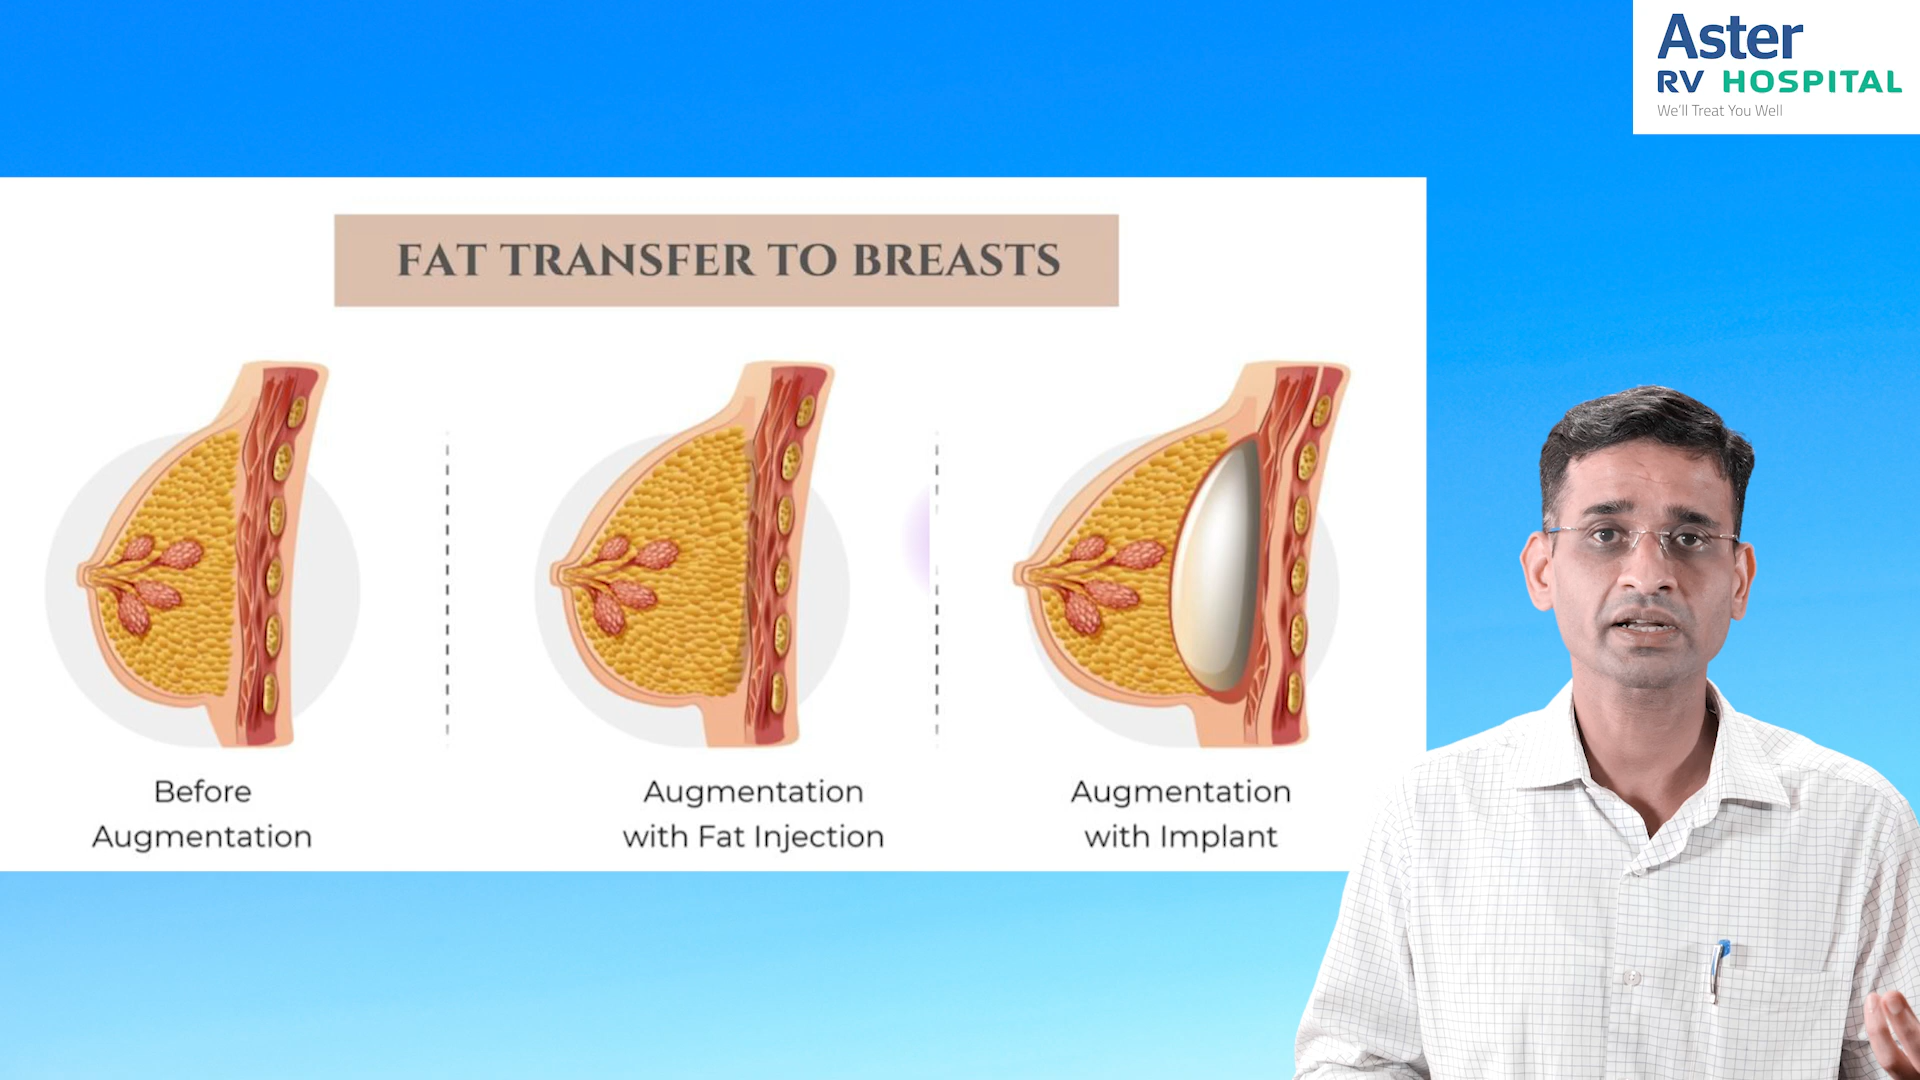 Aster
RV HOSPITAL
We'll Treat You Well
FAT TRANSFER TO BREASTS
Before
Augmentation
Augmentation
with Fat Injection
Augmentation
with Implant